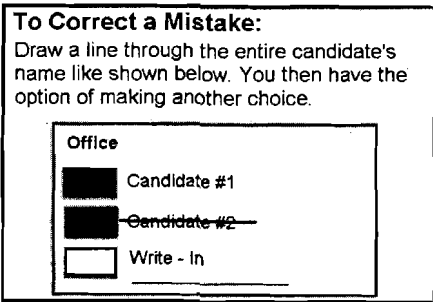 To Correct a Mistake:
Draw a line through the entire candidate's
name like shown below. You then have the
option of making another choice.
Office
Candidate #1
Candidate #2
Write - In